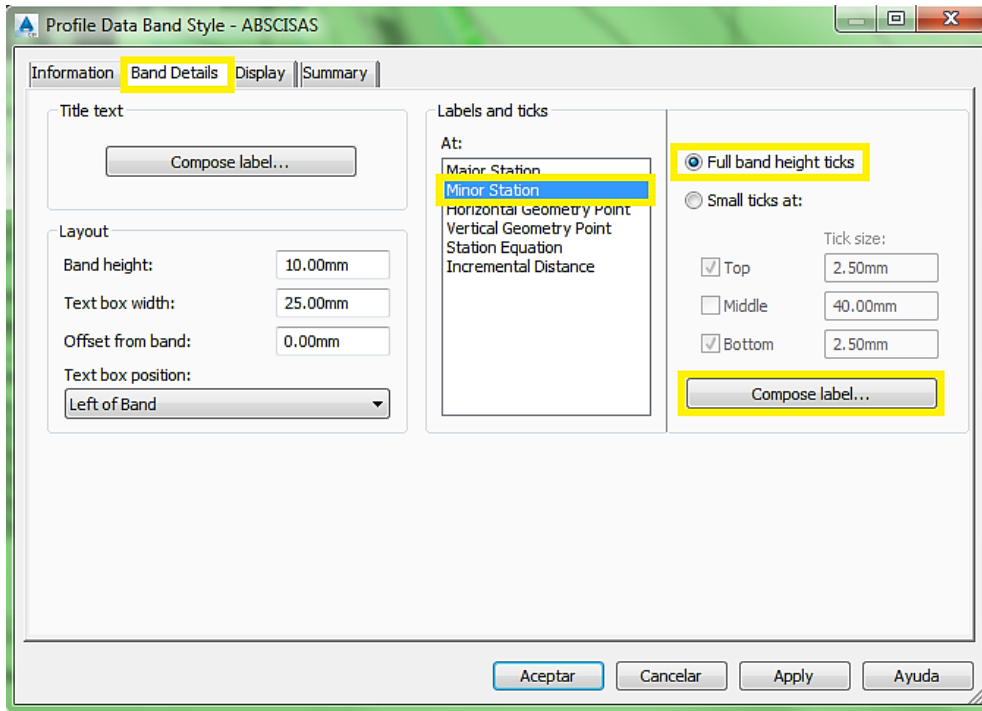 Profile Data Band Style - ABSCISAS
Information Band Details Display Summary
Title text
Compose label...
Layout
Band height: 10.00mm
Text box width: 25.00mm
Offset from band: 0.00mm
Text box position:
Left of Band
Labels and ticks
At:
Major Station
Minor Station
Horizontal Geometry Point
Vertical Geometry Point
Station Equation
Incremental Distance
Full band height ticks
Small ticks at:
Tick size:
Top 2.50mm
Middle 40.00mm
Bottom 2.50mm
Compose label...
Aceptar Cancelar Apply Ayuda